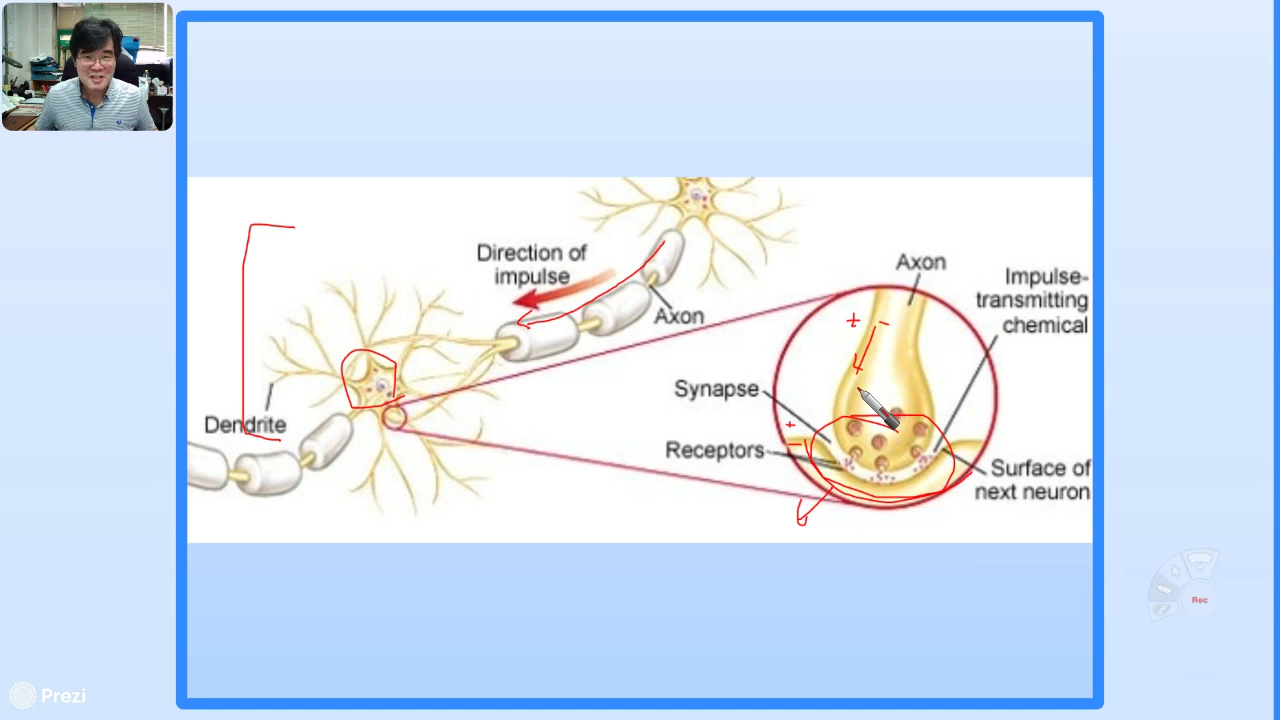 Direction of
impulse
Axon
Dendrite
Axon
Impulse-
transmitting
chemical
Synapse
Receptors
Surface of
next neuron
+ -
+
-
Rec
Prezi